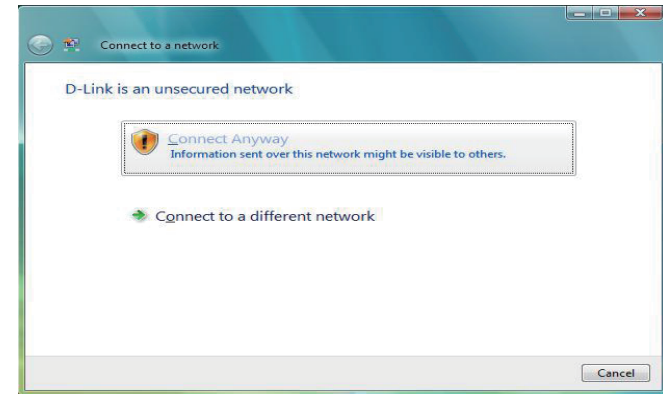 Connect to a network
D-Link is an unsecured network
Connect Anyway
Information sent over this network might be visible to others.
Connect to a different network
Cancel